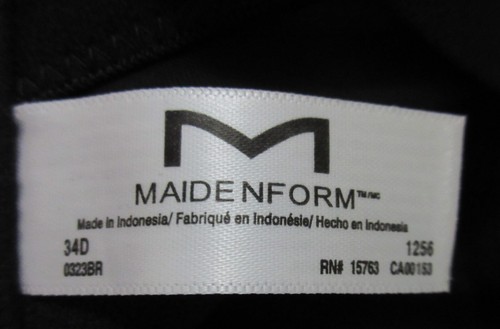 MAIDENFORM™/MC
Made in Indonesia/ Fabriqué en Indonésie/ Hecho en Indonesia
34D 1256
0323BR RN# 15763 CA00153